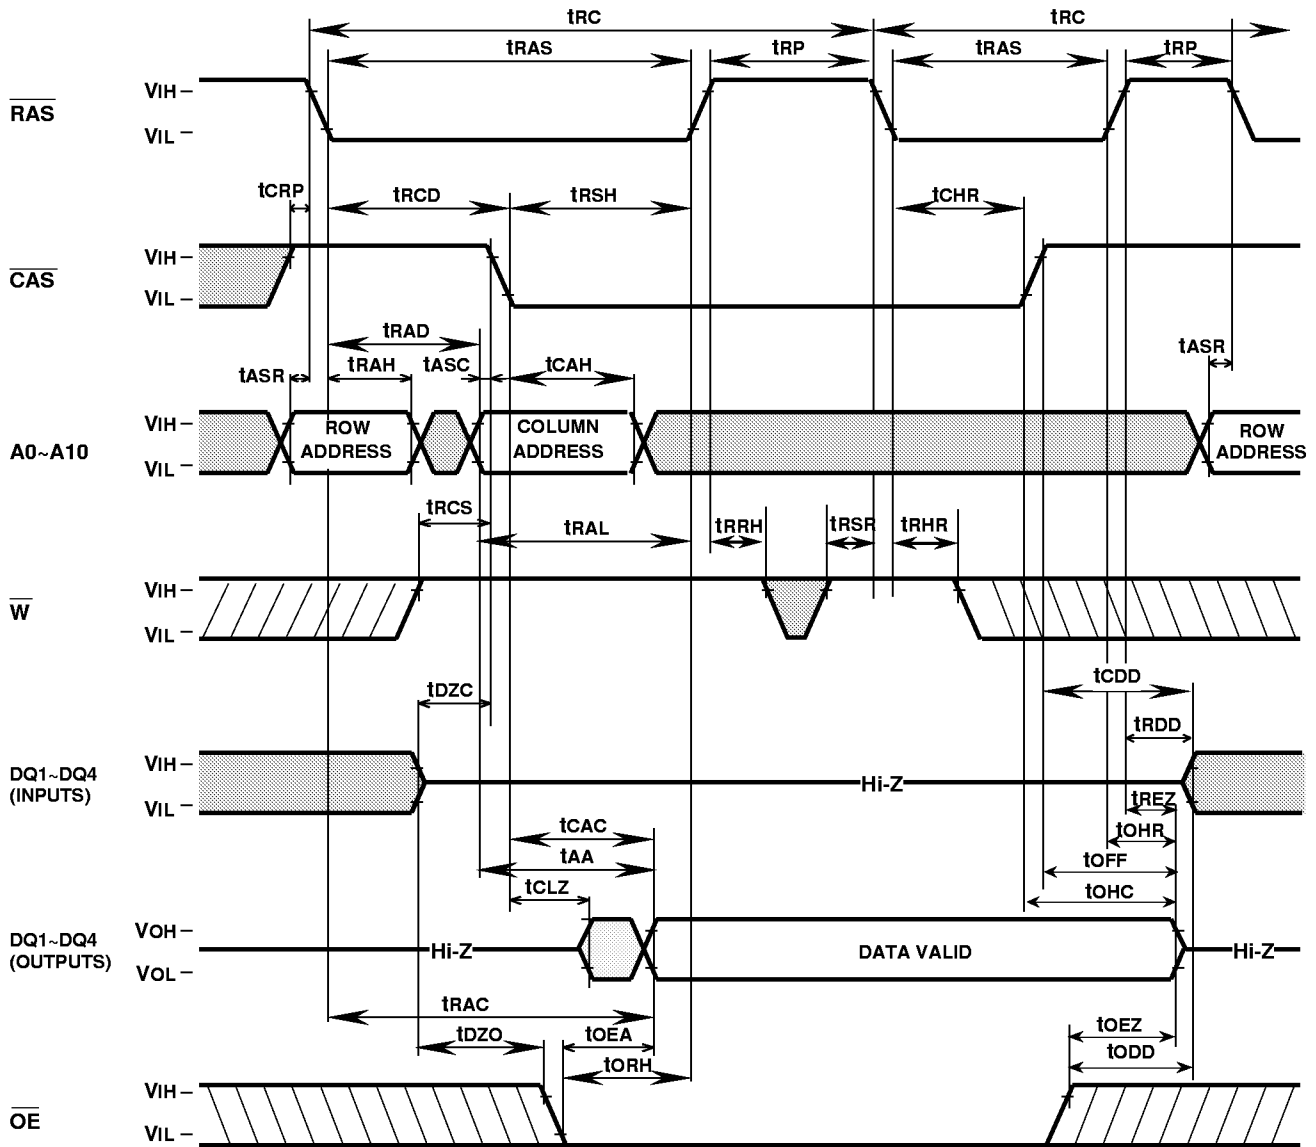 tRC tRC
tRAS tRP tRAS tRP
RAS VIH VIL
tCRP tRCD tRSH tCHR
CAS VIH VIL
tRAD
tASR tRAH tASC tCAH tASR
A0~A10 VIH VIL
ROW ADDRESS
COLUMN ADDRESS
ROW ADDRESS
tRCS tRAL tRRH tRSR tRHR
W VIH VIL
tDZC tCDD
tRDD
DQ1~DQ4
(INPUTS)
VIH VIL
Hi-Z
tREZ
tCAC tOHR
tAA tOFF
tCLZ tOHC
DQ1~DQ4
(OUTPUTS)
VOH VOL
Hi-Z DATA VALID Hi-Z
tRAC
tDZO tOEA tOEZ
tORH tODD
OE VIH VIL